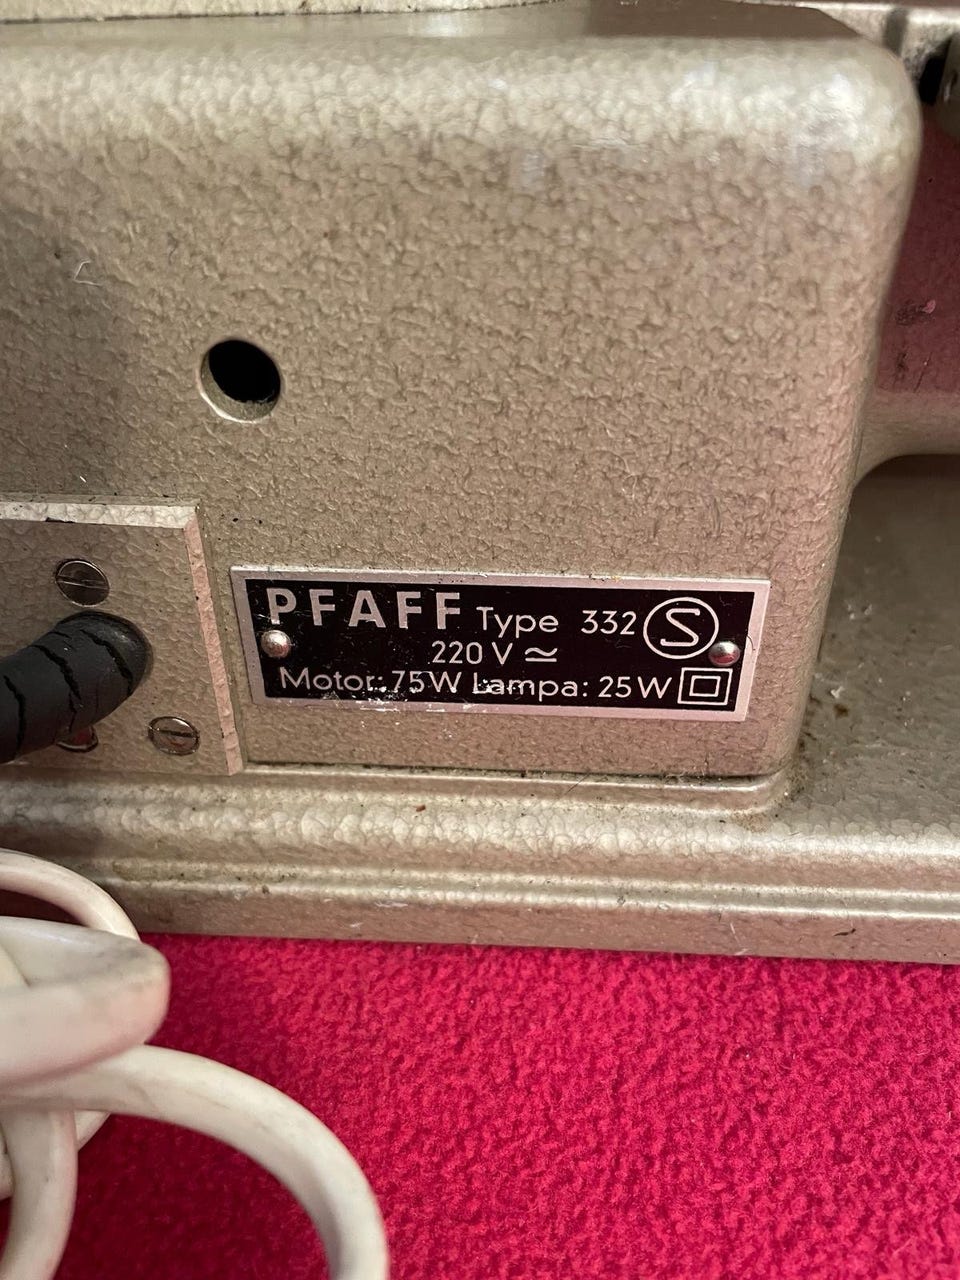 PFAFF Type 332 S
220 V ≂
Motor: 75W Lampa: 25W